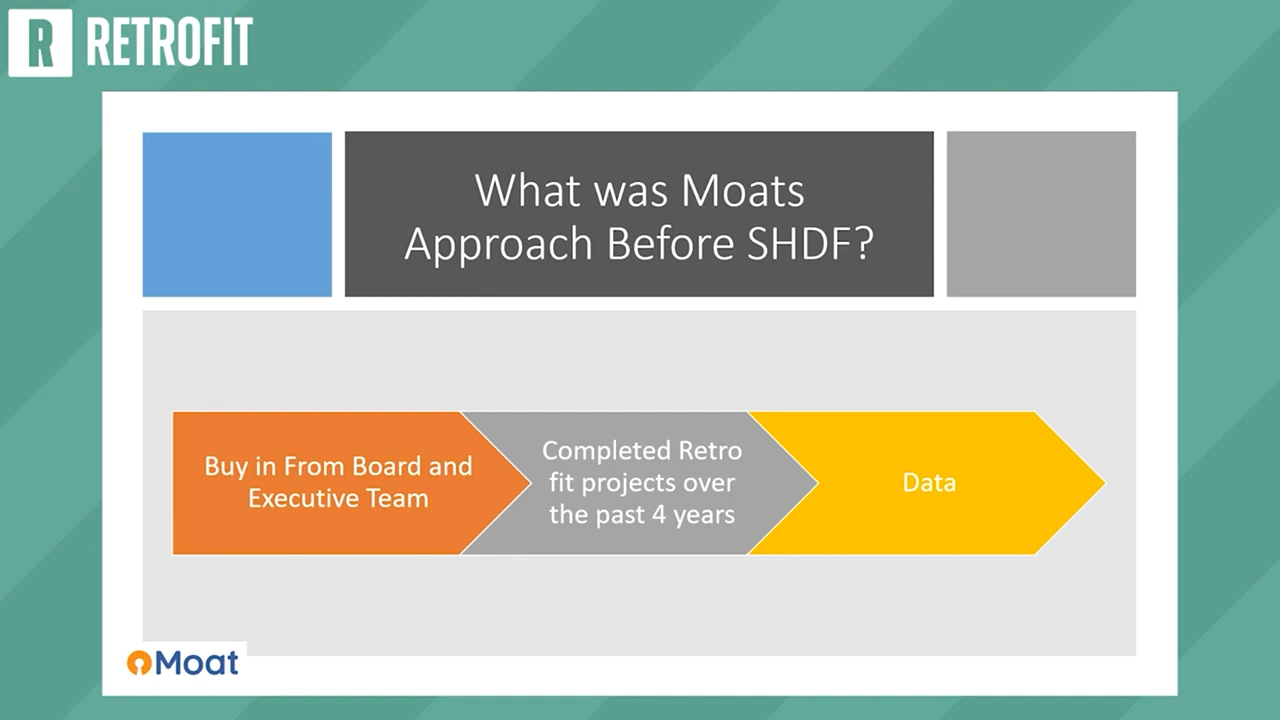 R RETROFIT
What was Moats
Approach Before SHDF?
Buy in From Board and
Executive Team
Completed Retro
fit projects over
the past 4 years
Data
Moat